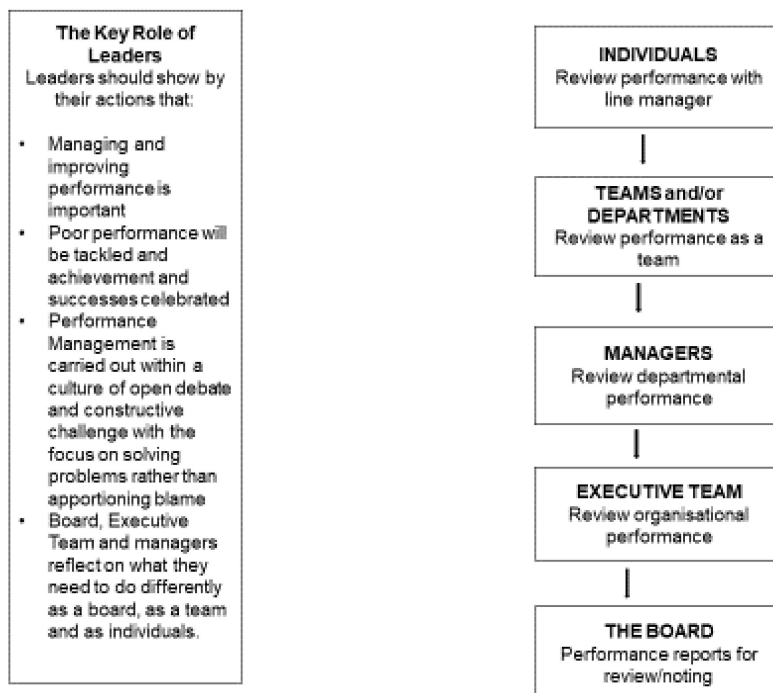 The Key Role of
Leaders
Leaders should show by
their actions that:
• Managing and
improving
performance is
important
• Poor performance will
be tackled and
achievement and
successes celebrated
• Performance
Management is
carried out within a
culture of open debate
and constructive
challenge with the
focus on solving
problems rather than
apportioning blame
• Board, Executive
Team and managers
reflect on what they
need to do differently
as a board, as a team
and as individuals.
INDIVIDUALS
Review performance with
line manager
TEAMS and/or
DEPARTMENTS
Review performance as a
team
MANAGERS
Review departmental
performance
EXECUTIVE TEAM
Review organisational
performance
THE BOARD
Performance reports for
review/noting